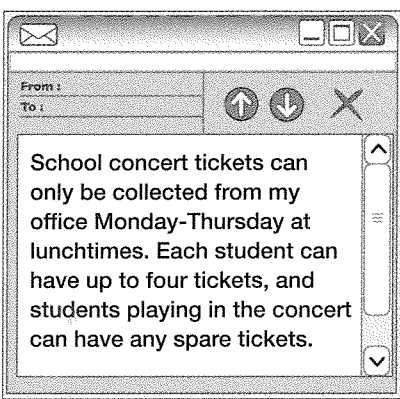 From :
To :
School concert tickets can
only be collected from my
office Monday-Thursday at
lunchtimes. Each student can
have up to four tickets, and
students playing in the concert
can have any spare tickets.